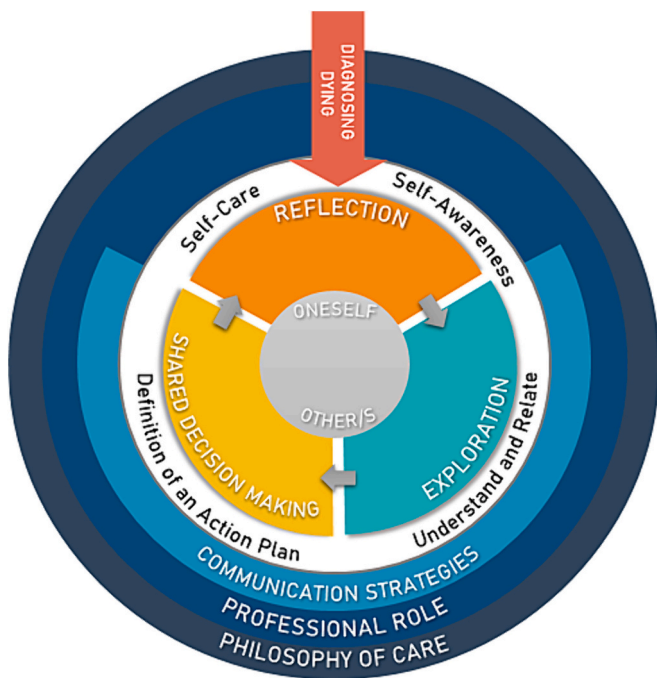 DIAGNOSING
DYING
Self-Care
Self-Awareness
REFLECTION
ONESELF
OTHER/S
SHARED DECISION MAKING
EXPLORATION
Definition of an Action Plan
Understand and Relate
COMMUNICATION STRATEGIES
PROFESSIONAL ROLE
PHILOSOPHY OF CARE